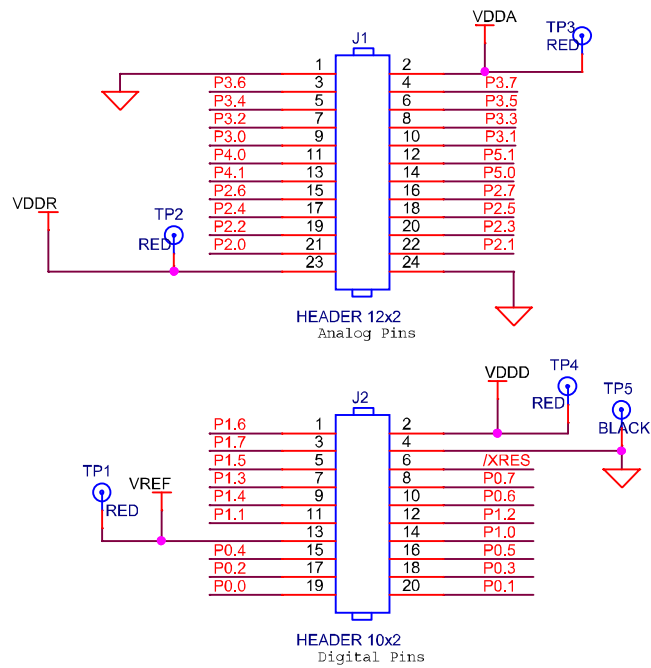 VDDA
TP3
RED
J1
1 2
P3.6 3 4 P3.7
P3.4 5 6 P3.5
P3.2 7 8 P3.3
P3.0 9 10 P3.1
P4.0 11 12 P5.1
P4.1 13 14 P5.0
P2.6 15 16 P2.7
VDDR
TP2
RED
P2.4 17 18 P2.5
P2.2 19 20 P2.3
P2.0 21 22 P2.1
23 24
HEADER 12x2
Analog Pins
VDDD
TP4
RED
TP5
BLACK
J2
P1.6 1 2
P1.7 3 4
P1.5 5 6 /XRES
P1.3 7 8 P0.7
P1.4 9 10 P0.6
P1.1 11 12 P1.2
TP1
RED
VREF
13 14 P1.0
P0.4 15 16 P0.5
P0.2 17 18 P0.3
P0.0 19 20 P0.1
HEADER 10x2
Digital Pins